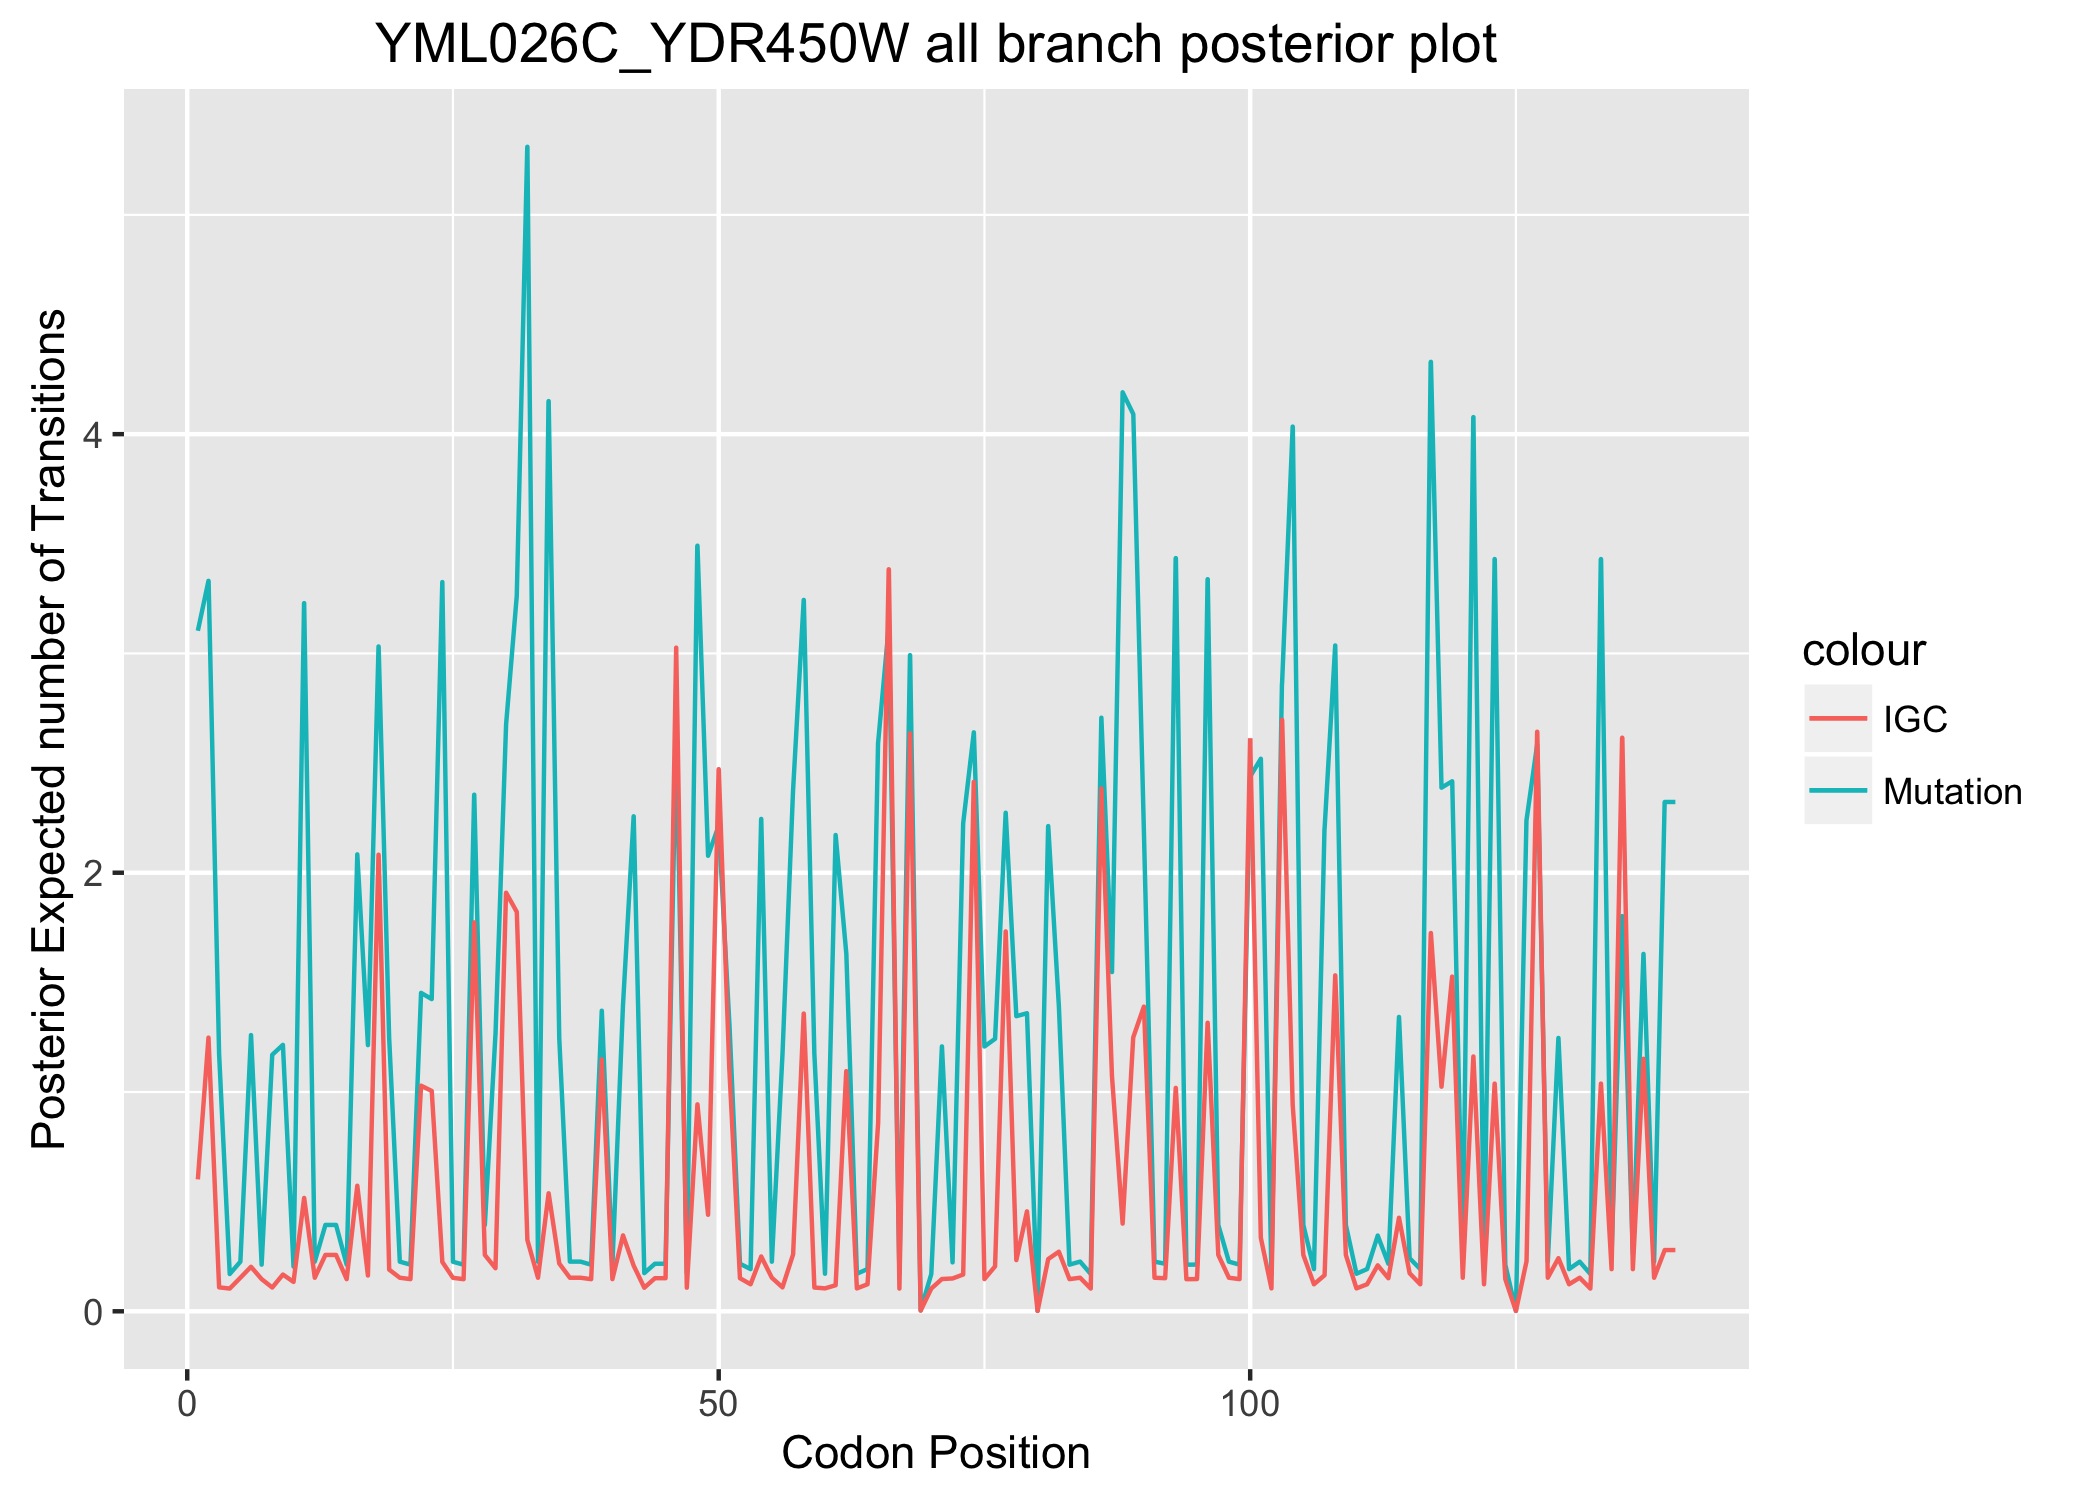 YML026C_YDR450W all branch posterior plot
Posterior Expected number of Transitions
4
2
0
0 50 100
Codon Position
colour
IGC
Mutation